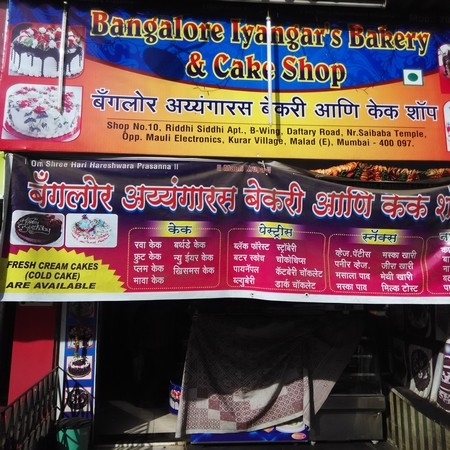 Bangalore Iyangar's Bakery
& Cake Shop
बँगलोर अय्यंगारस बेकरी आणि केक शॉप
Shop No.10, Riddhi Siddhi Apt., B-Wing, Daftary Road, Nr.Saibaba Temple,
Opp. Mauli Electronics, Kurar Village, Malad (E), Mumbai - 400 097.
Om Shree Hari Hareshwara Prasanna ॥
बँगलोर अय्यंगारस बेकरी आणि केक
केक
रवा केक
फ्रुट केक
प्लम केक
मावा केक
बर्थडे केक
न्यु ईयर केक
खिसमस केक
पेस्ट्रीस
ब्लॅक फॉरेस्ट
बटर स्कोच
पायनॅपल
ब्ल्युबेरी
स्ट्रॉबेरी
चोकोचिप्स
कॅटबेरी चॉकलेट
डार्क चॉकलेट
स्नॅक्स
व्हेज.पॅटीस
पनीर व्हेज.
मसाला पाव
मस्का पाव
मस्का खारी
जीरा खारी
मेथी खारी
मिल्क टोस्ट
FRESH CREAM CAKES
(COLD CAKE)
ARE AVAILABLE